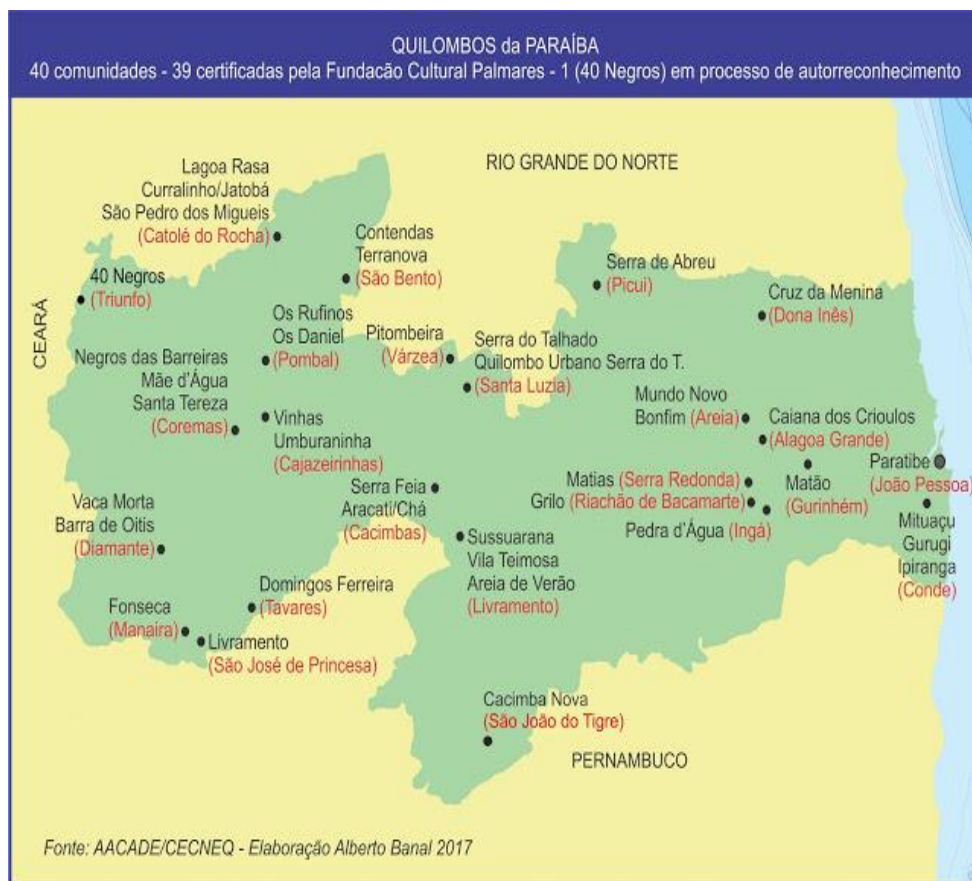 QUILOMBOS da PARAÍBA
40 comunidades - 39 certificadas pela Fundacão Cultural Palmares - 1 (40 Negros) em processo de autorreconhecimento
RIO GRANDE DO NORTE
Lagoa Rasa
Curralinho/Jatobá
São Pedro dos Migueis
(Catolé do Rocha)
Contendas
Terranova
(São Bento)
Serra de Abreu
(Picui)
Cruz da Menina
(Dona Inês)
40 Negros
(Triunfo)
CEARÁ
Os Rufinos
Os Daniel
(Pombal)
Pitombeira
(Várzea)
Serra do Talhado
Quilombo Urbano Serra do T.
(Santa Luzia)
Negros das Barreiras
Mãe d'Água
Santa Tereza
(Coremas)
Vinhas
Umburaninha
(Cajazeirinhas)
Mundo Novo
Bonfim (Areia)
Caiana dos Crioulos
(Alagoa Grande)
Paratibe
(João Pessoa)
Matão
(Gurinhém)
Matias (Serra Redonda)
Grilo (Riachão de Bacamarte)
Pedra d'Água (Ingá)
Mituaçu
Gurugi
Ipiranga
(Conde)
Serra Feia
Aracati/Chá
(Cacimbas)
Vaca Morta
Barra de Oitis
(Diamante)
Sussuarana
Vila Teimosa
Areia de Verão
(Livramento)
Domingos Ferreira
(Tavares)
Fonseca
(Manaira)
Livramento
(São José de Princesa)
Cacimba Nova
(São João do Tigre)
PERNAMBUCO
Fonte: AACADE/CECNEQ - Elaboração Alberto Banal 2017